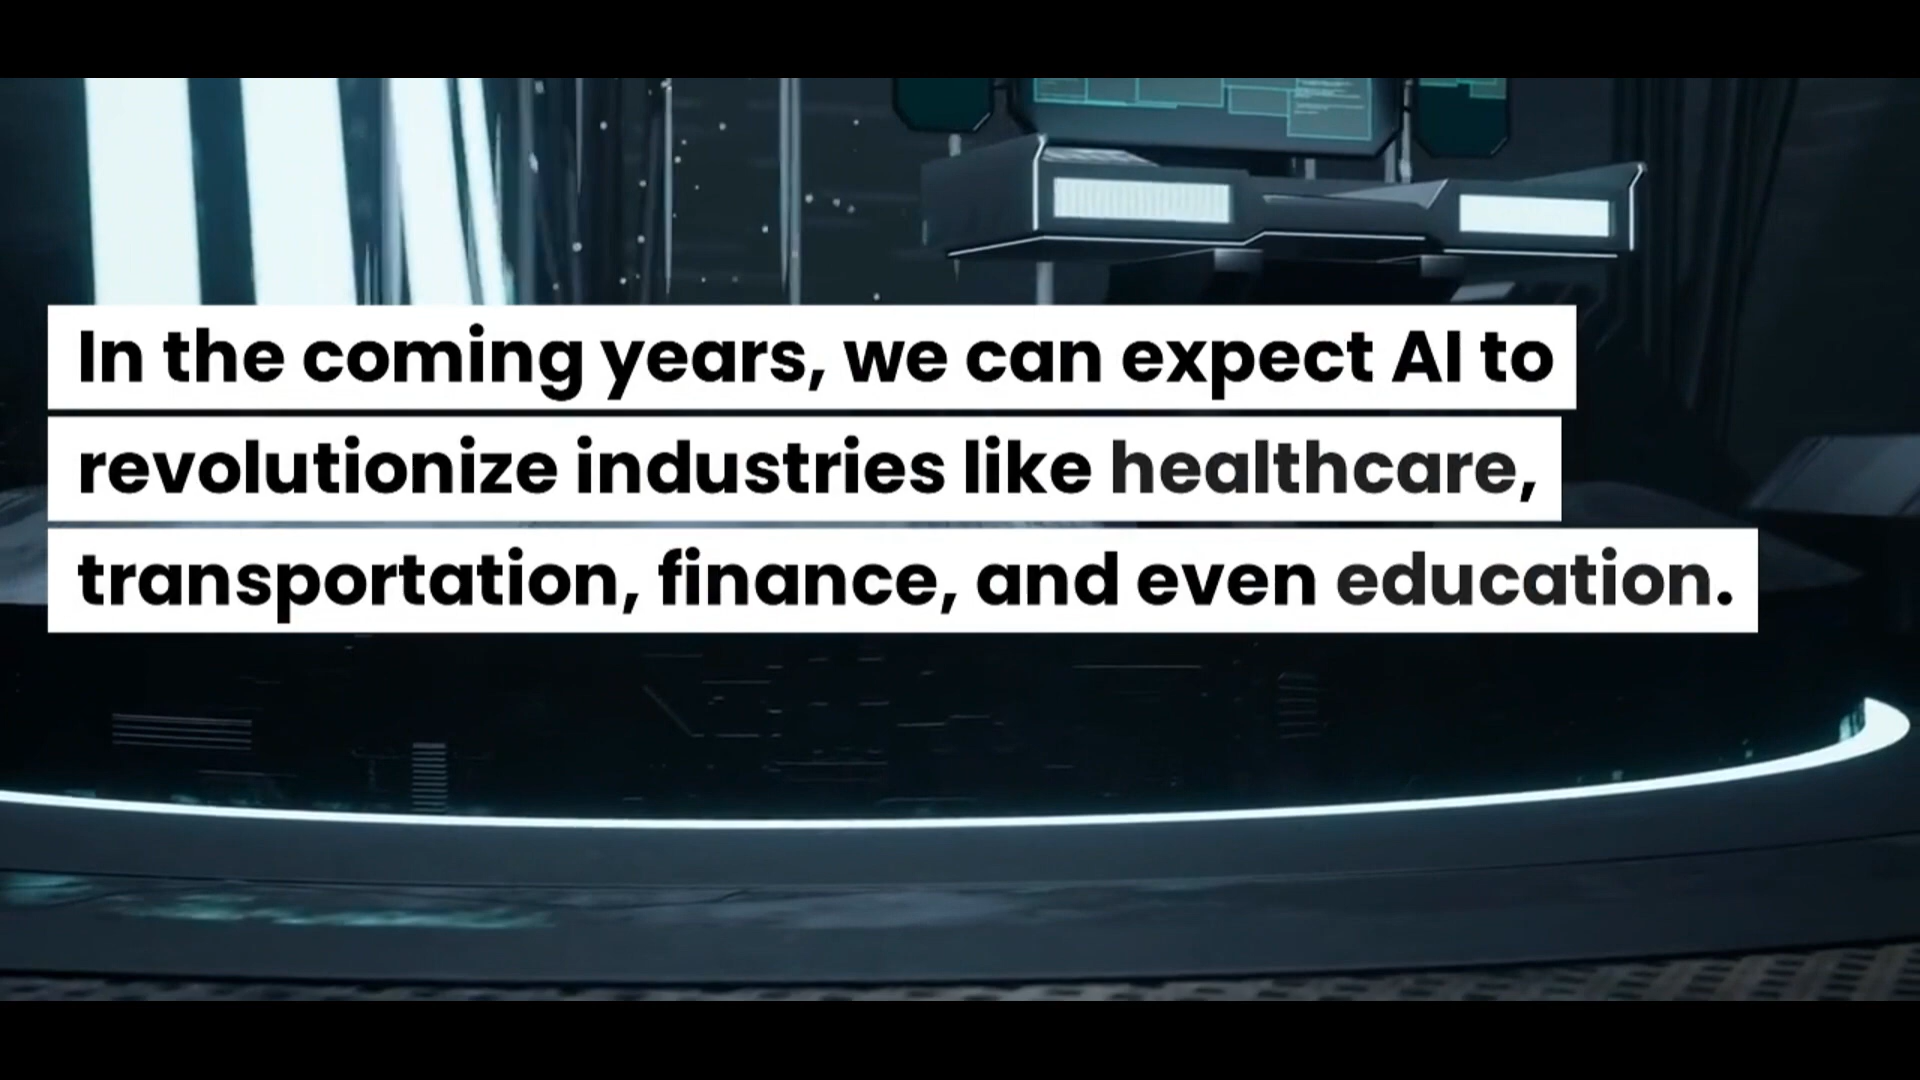 In the coming years, we can expect AI to
revolutionize industries like healthcare,
transportation, finance, and even education.